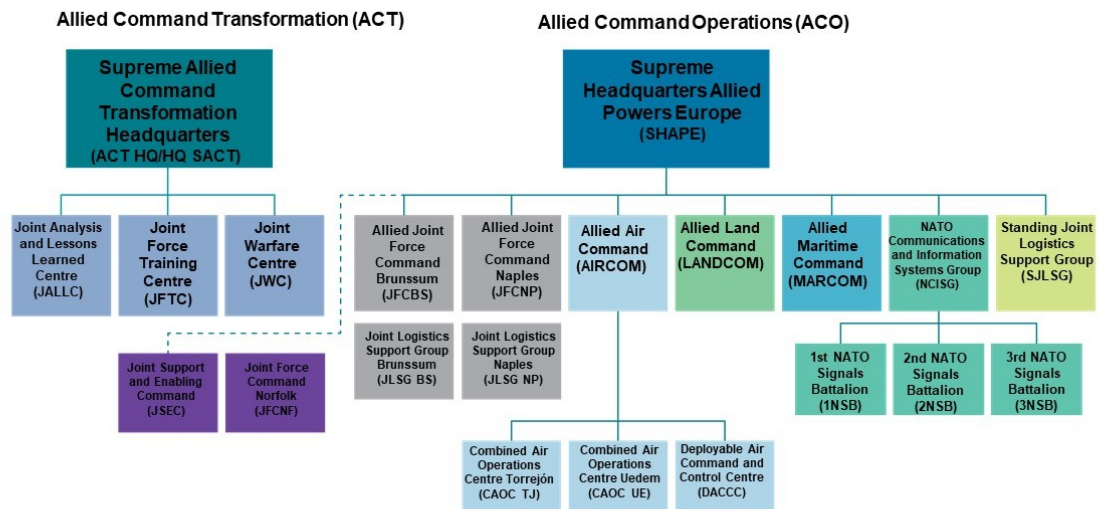 Allied Command Transformation (ACT)
Allied Command Operations (ACO)
Supreme Allied
Command
Transformation
Headquarters
(ACT HQ/HQ SACT)
Supreme
Headquarters Allied
Powers Europe
(SHAPE)
Joint Analysis
and Lessons
Learned
Centre
(JALLC)
Joint
Force
Training
Centre
(JFTC)
Joint
Warfare
Centre
(JWC)
Allied Joint
Force
Command
Brunssum
(JFCBS)
Allied Joint
Force
Command
Naples
(JFCNP)
Allied Air
Command
(AIRCOM)
Allied Land
Command
(LANDCOM)
Allied
Maritime
Command
(MARCOM)
NATO
Communications
and Information
Systems Group
(NCISG)
Standing Joint
Logistics
Support Group
(SJLSG)
Joint Support
and Enabling
Command
(JSEC)
Joint Force
Command
Norfolk
(JFCNF)
Joint Logistics
Support Group
Brunssum
(JLSG BS)
Joint Logistics
Support Group
Naples
(JLSG NP)
1st NATO
Signals
Battalion
(1NSB)
2nd NATO
Signals
Battalion
(2NSB)
3rd NATO
Signals
Battalion
(3NSB)
Combined Air
Operations
Centre Torrejón
(CAOC TJ)
Combined Air
Operations
Centre Uedem
(CAOC UE)
Deployable Air
Command and
Control Centre
(DACCC)